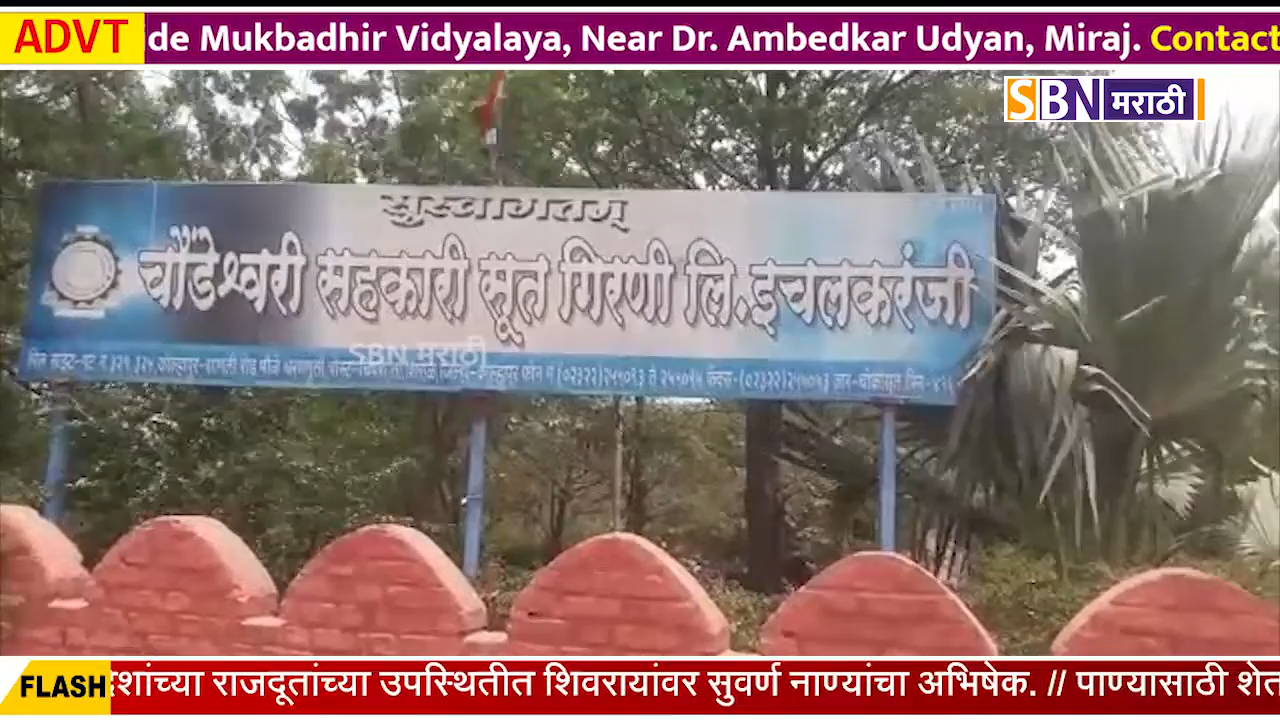 ADVT de Mukbadhir Vidyalaya, Near Dr. Ambedkar Udyan, Miraj. Contact
SBN मराठी
सुस्वागतम्
चौंडेश्वरी सहकारी सूत गिरणी लि.इचलकरंजी
SBN मराठी
FLASH देशांच्या राजदूतांच्या उपस्थितीत शिवरायांवर सुवर्ण नाण्यांचा अभिषेक. // पाण्यासाठी शेत